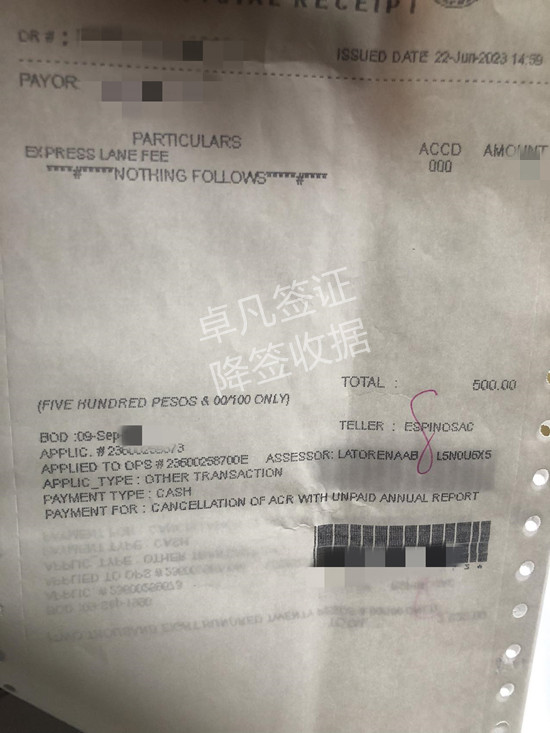 RECEIPT
OR # :
ISSUED DATE 22-Jun-2023 14:59
PAYOR
PARTICULARS ACCD AMOUNT
EXPRESS LANE FEE 000
****#*****NOTHING FOLLOWS*****#****
卓凡签证
降签收据
TOTAL : 500.00
(FIVE HUNDRED PESOS & 00/100 ONLY)
BOD :09-Sep TELLER : ESPINOSAC
APPLIC. #
APPLIED TO OPS # 23600258700E ASSESSOR: LATORENAAB L5N0U6X5
APPLIC_TYPE : OTHER TRANSACTION
PAYMENT TYPE : CASH
PAYMENT FOR : CANCELLATION OF ACR WITH UNPAID ANNUAL REPORT